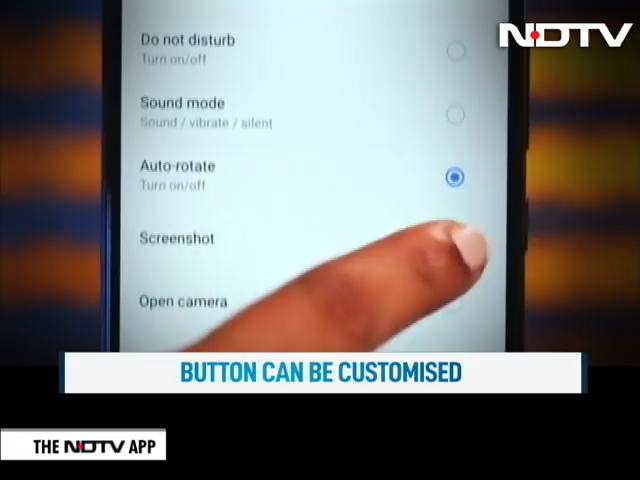 Do not disturb
Turn on/off
NDTV
Sound mode
Sound / vibrate / silent
Auto-rotate
Turn on/off
Screenshot
Open camera
BUTTON CAN BE CUSTOMISED
THE NDTV APP